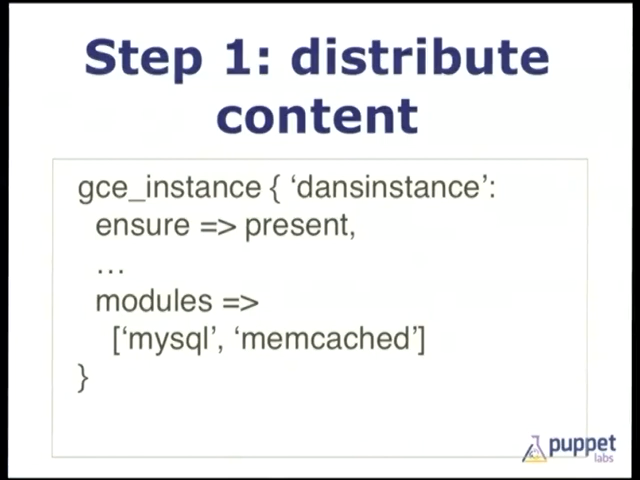 Step 1: distribute
content
gce_instance { ‘dansinstance’:
ensure => present,
…
modules =>
[‘mysql’, ‘memcached’]
}
puppet
labs